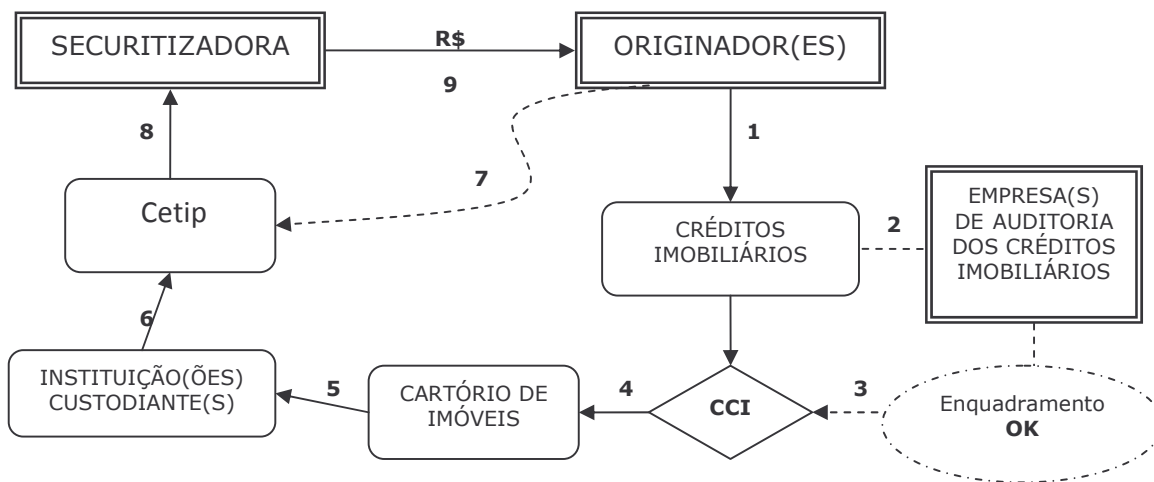 SECURITIZADORA
R$
ORIGINADOR(ES)
9
8
1
7
Cetip
CRÉDITOS
IMOBILIÁRIOS
2
EMPRESA(S)
DE AUDITORIA
DOS CRÉDITOS
IMOBILIÁRIOS
6
INSTITUIÇÃO(ÕES)
CUSTODIANTE(S)
5
CARTÓRIO DE
IMÓVEIS
4
CCI
3
Enquadramento
OK